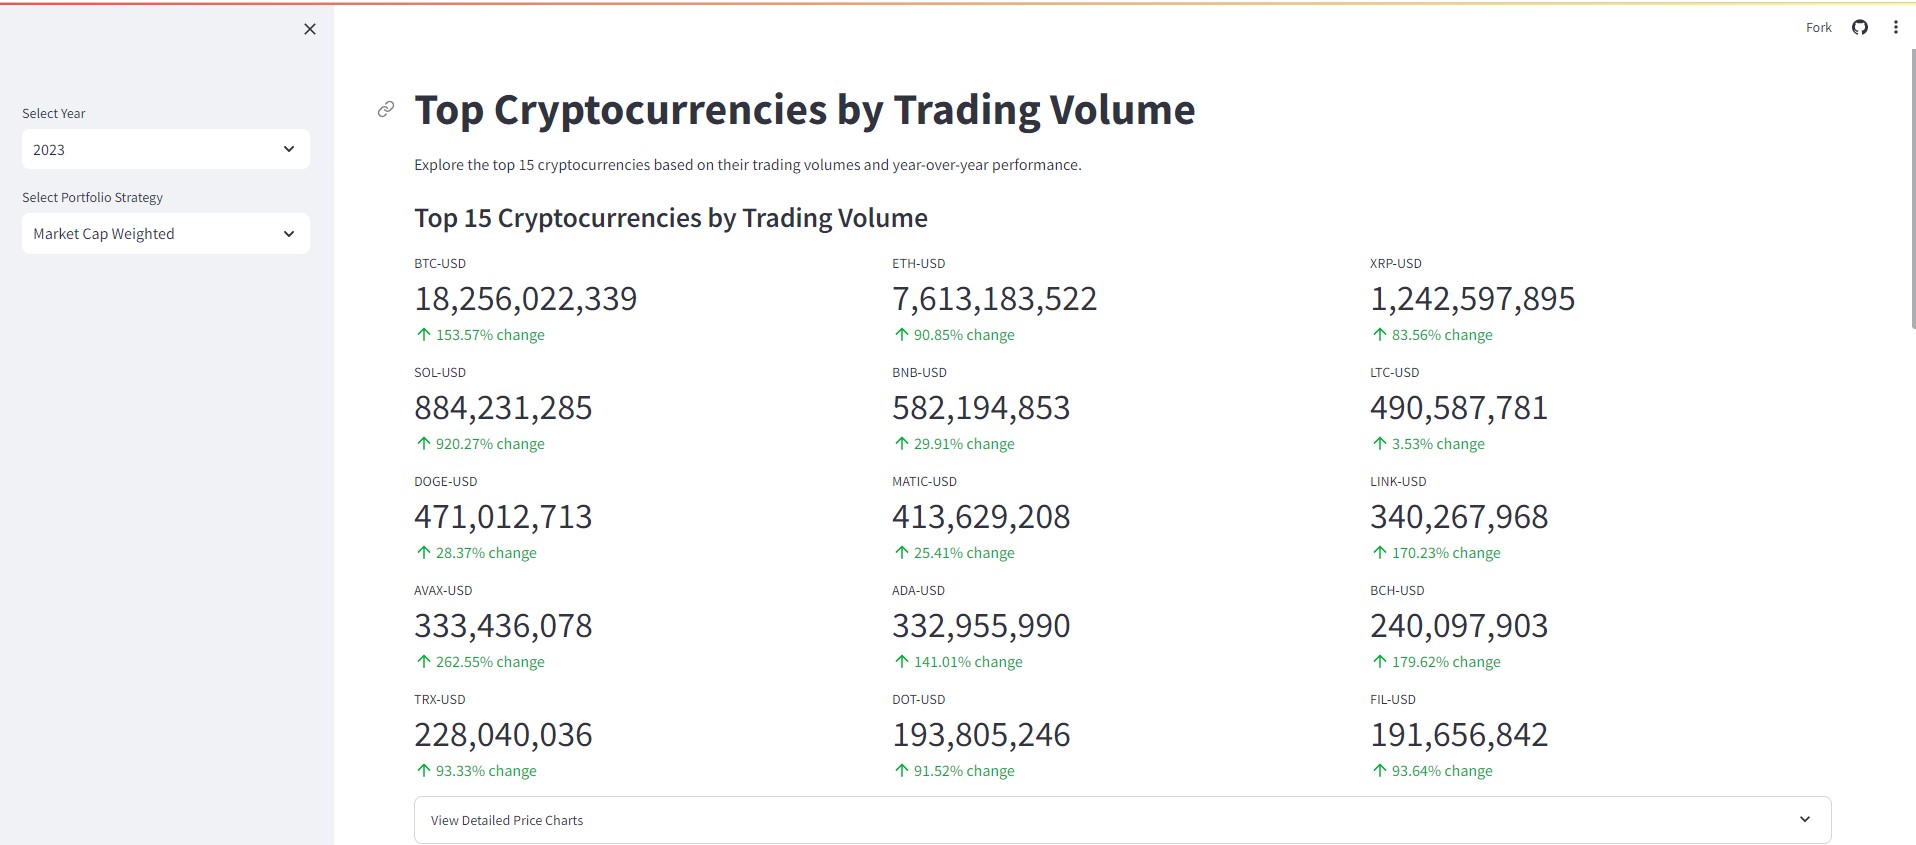 Fork
Select Year
2023
Select Portfolio Strategy
Market Cap Weighted
Top Cryptocurrencies by Trading Volume
Explore the top 15 cryptocurrencies based on their trading volumes and year-over-year performance.
Top 15 Cryptocurrencies by Trading Volume
BTC-USD
18,256,022,339
153.57% change
ETH-USD
7,613,183,522
90.85% change
XRP-USD
1,242,597,895
83.56% change
SOL-USD
884,231,285
920.27% change
BNB-USD
582,194,853
29.91% change
LTC-USD
490,587,781
3.53% change
DOGE-USD
471,012,713
28.37% change
MATIC-USD
413,629,208
25.41% change
LINK-USD
340,267,968
170.23% change
AVAX-USD
333,436,078
262.55% change
ADA-USD
332,955,990
141.01% change
BCH-USD
240,097,903
179.62% change
TRX-USD
228,040,036
93.33% change
DOT-USD
193,805,246
91.52% change
FIL-USD
191,656,842
93.64% change
View Detailed Price Charts